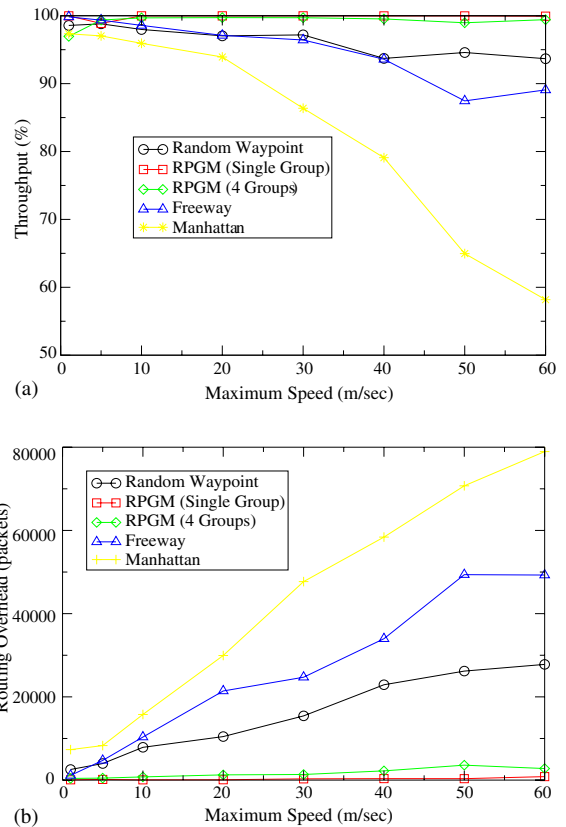 100
90
80
70
60
50
Throughput (%)
Random Waypoint
RPGM (Single Group)
RPGM (4 Groups)
Freeway
Manhattan
0 10 20 30 40 50 60
(a)
Maximum Speed (m/sec)
80000
60000
40000
20000
0
Routing Overhead (packets)
Random Waypoint
RPGM (Single Group)
RPGM (4 Groups)
Freeway
Manhattan
0 10 20 30 40 50 60
(b)
Maximum Speed (m/sec)